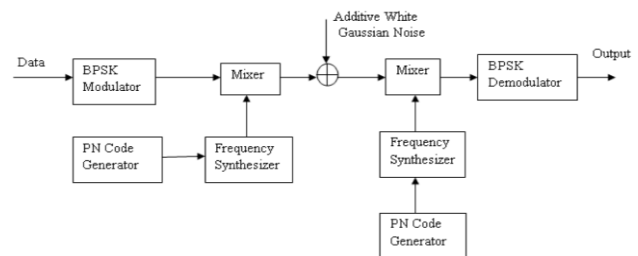 Additive White
Gaussian Noise
Data
BPSK
Modulator
Mixer
Mixer
BPSK
Demodulator
Output
PN Code
Generator
Frequency
Synthesizer
Frequency
Synthesizer
PN Code
Generator